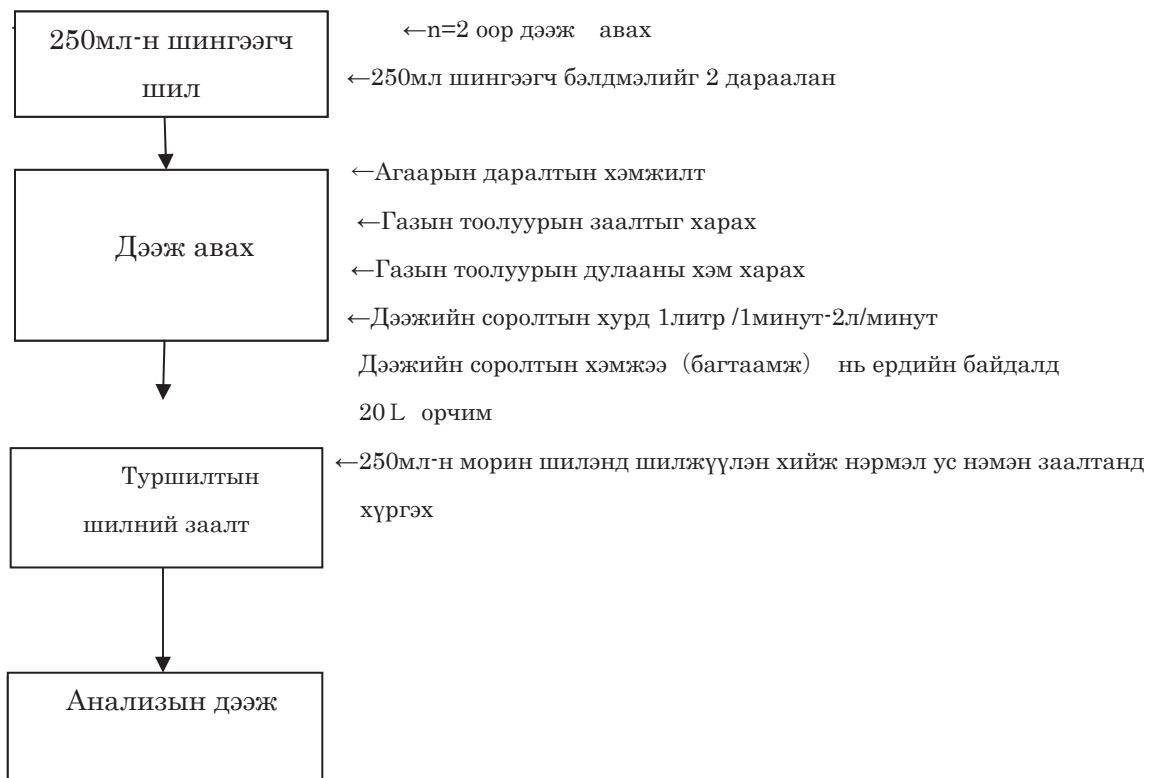 250мл-н шингээгч
шил
←n=2 оор дээж авах
←250мл шингээгч бэлдмэлийг 2 дараалан
Дээж авах
←Агаарын даралтын хэмжилт
←Газын тоолуурын заалтыг харах
←Газын тоолуурын дулааны хэм харах
←Дээжийн соролтын хурд 1литр /1минут-2л/минут
Дээжийн соролтын хэмжээ (багтаамж) нь ердийн байдалд
20 L орчим
Туршилтын
шилний заалт
←250мл-н морин шилэнд шилжүүлэн хийж нэрмэл ус нэмэн заалтанд
хүргэх
Анализын дээж